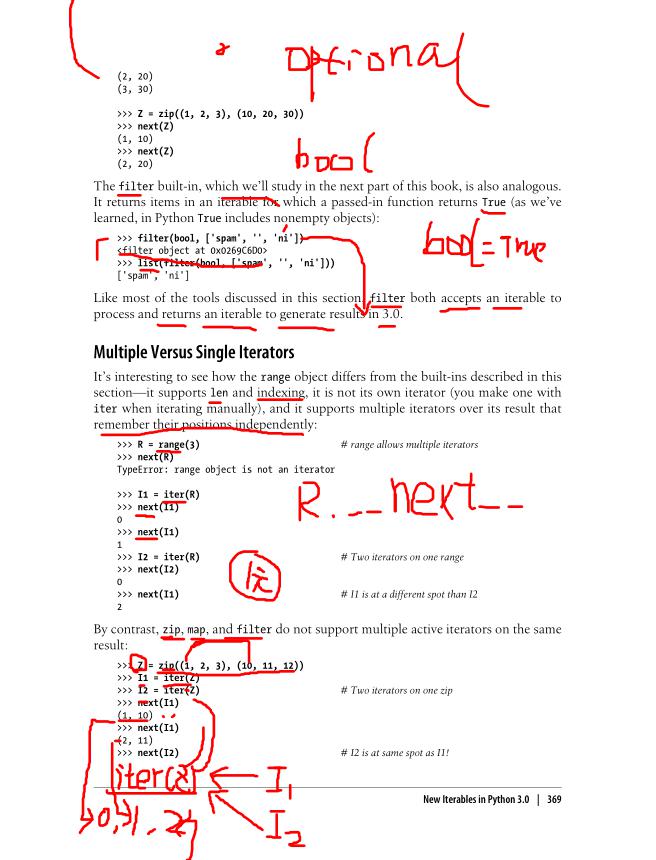 optional
(2, 20)
(3, 30)
>>> Z = zip((1, 2, 3), (10, 20, 30))
>>> next(Z)
(1, 10)
>>> next(Z)
(2, 20)
bool
The filter built-in, which we'll study in the next part of this book, is also analogous.
It returns items in an iterable for which a passed-in function returns True (as we've
learned, in Python True includes nonempty objects):
>>> filter(bool, ['spam', '', 'ni'])
<filter object at 0x0269C6D0>
>>> list(filter(bool, ['spam', '', 'ni']))
['spam', 'ni']
bool = True
Like most of the tools discussed in this section, filter both accepts an iterable to
process and returns an iterable to generate results in 3.0.
Multiple Versus Single Iterators
It's interesting to see how the range object differs from the built-ins described in this
section—it supports len and indexing, it is not its own iterator (you make one with
iter when iterating manually), and it supports multiple iterators over its result that
remember their positions independently:
>>> R = range(3) # range allows multiple iterators
>>> next(R)
TypeError: range object is not an iterator
R.__next__
>>> I1 = iter(R)
>>> next(I1)
0
>>> next(I1)
1
>>> I2 = iter(R) # Two iterators on one range
>>> next(I2)
0
>>> next(I1) # I1 is at a different spot than I2
2
By contrast, zip, map, and filter do not support multiple active iterators on the same
result:
>>> Z = zip((1, 2, 3), (10, 11, 12))
>>> I1 = iter(Z)
>>> I2 = iter(Z) # Two iterators on one zip
>>> next(I1)
(1, 10)
>>> next(I1)
(2, 11)
>>> next(I2) # I2 is at same spot as I1!
iter(Z) I1
I2
0, 1, 2
New Iterables in Python 3.0 | 369